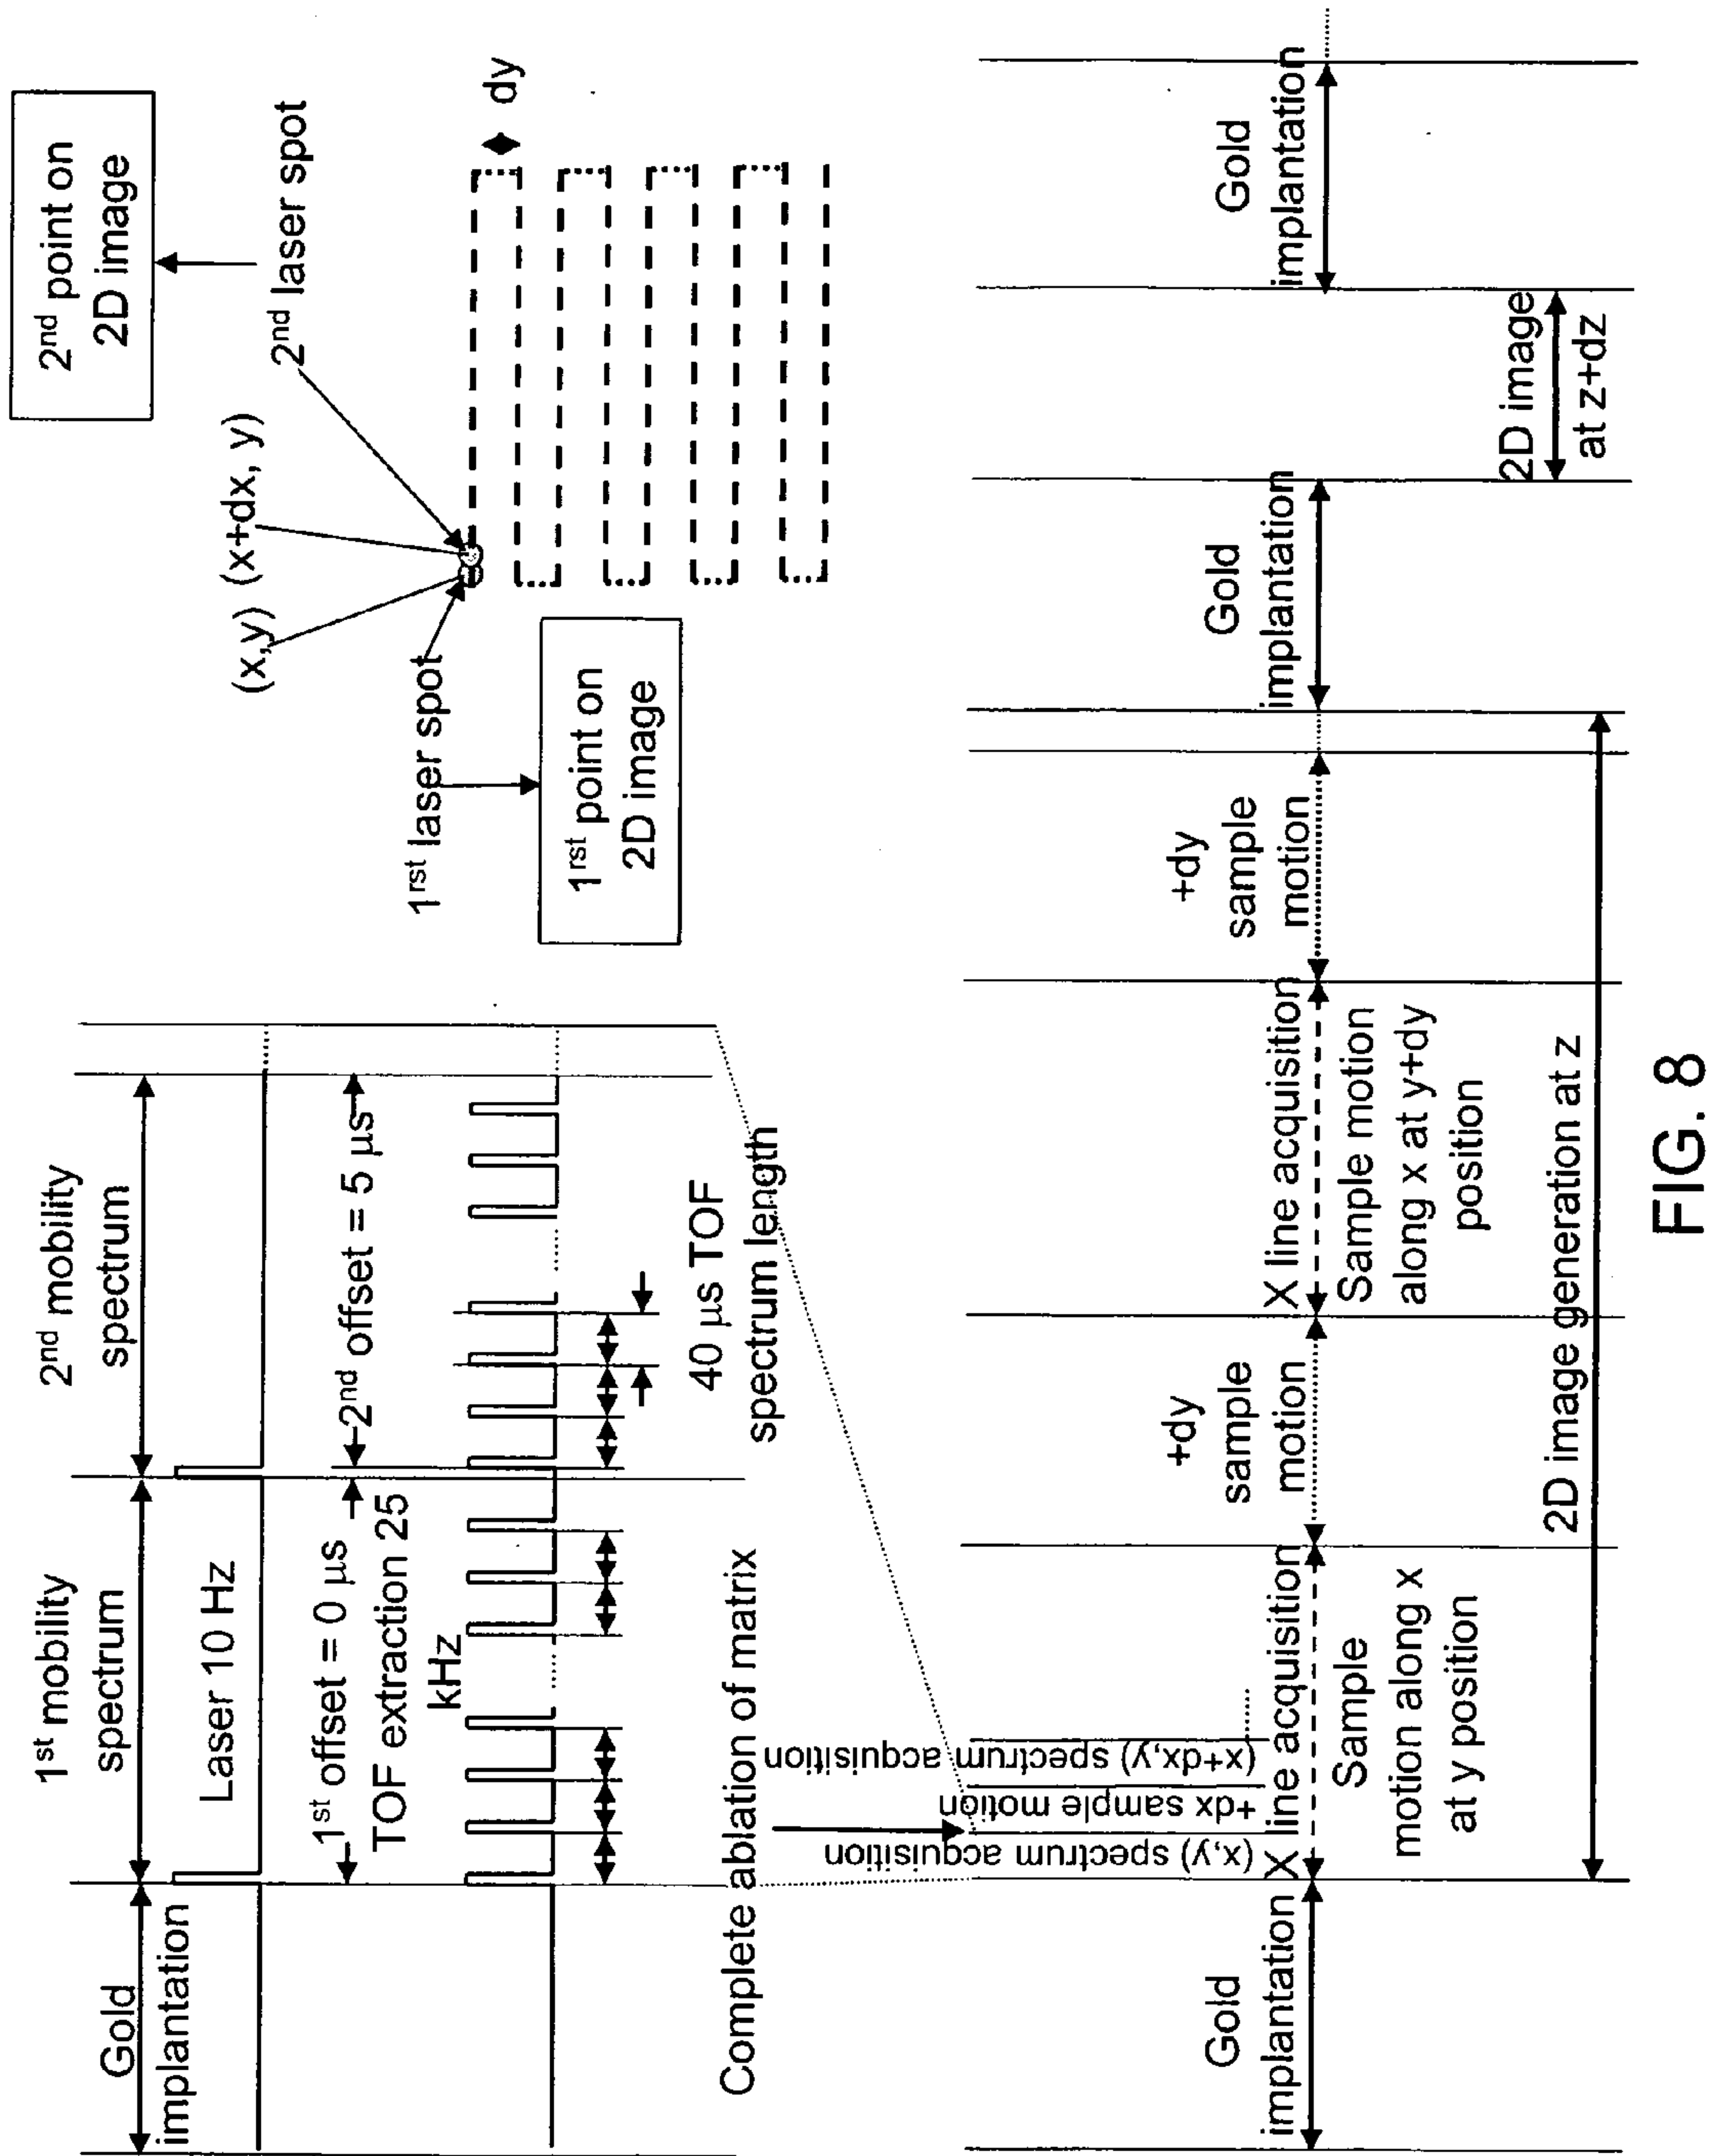 Gold
implantation
1st mobility
spectrum
2nd mobility
spectrum
Laser 10 Hz
1st offset = 0 μs
2nd offset = 5 μs
TOF extraction 25
kHz
40 μs TOF
spectrum length
Complete ablation of matrix
(x,y)
(x+dx, y)
2nd laser spot
2nd point on
2D image
dy
1rst laser spot
1rst point on
2D image
(x,y) spectrum acquisition
+dx sample motion
(x+dx,y) spectrum acquisition
Gold
implantation
X line acquisition
Sample
motion along x
at y position
+dy
sample
motion
X line acquisition
Sample motion
along x at y+dy
position
+dy
sample
motion
2D image generation at z
Gold
implantation
2D image
at z+dz
Gold
implantation
FIG. 8